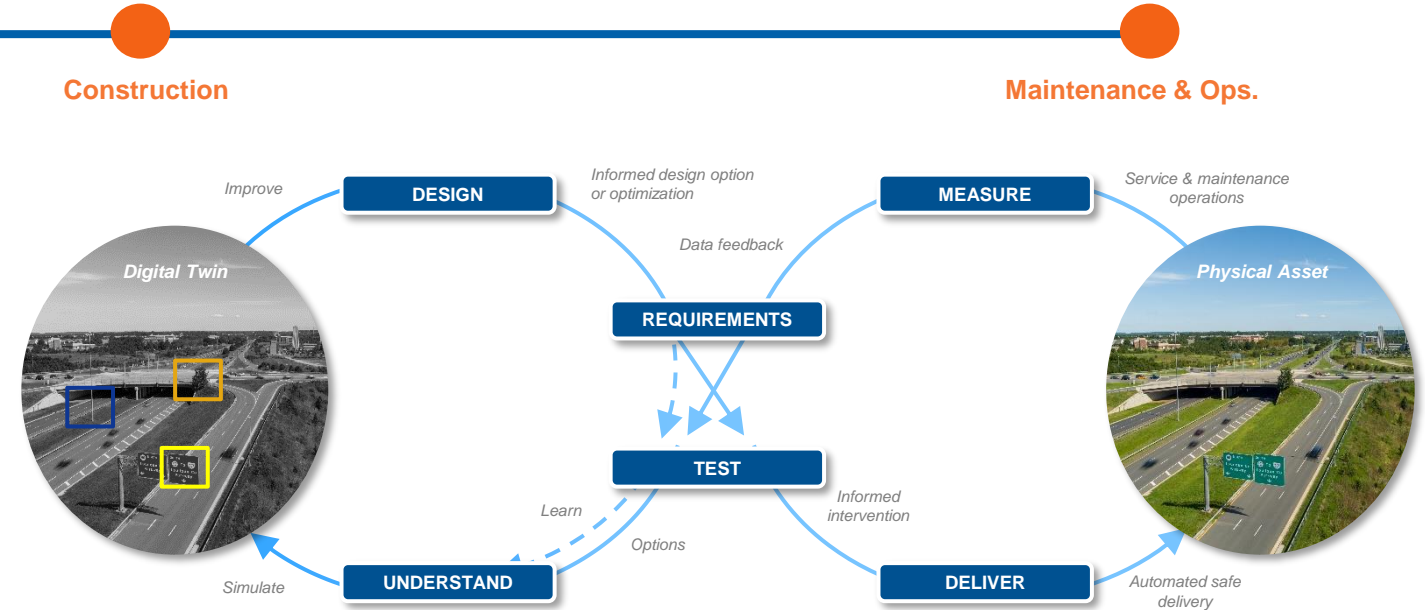 Construction
Maintenance & Ops.
Improve
DESIGN
Informed design option
or optimization
MEASURE
Service & maintenance
operations
Data feedback
Digital Twin
Physical Asset
REQUIREMENTS
TEST
Learn
Options
Informed
intervention
Simulate
UNDERSTAND
DELIVER
Automated safe
delivery